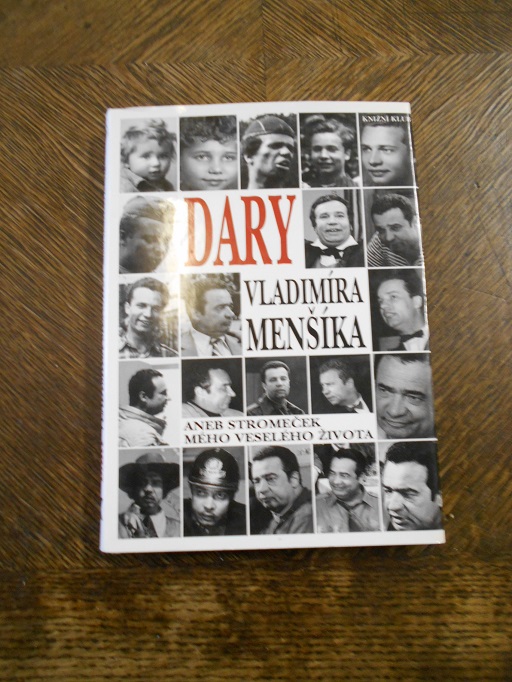 KNIŽNÍ KLUB
DARY
VLADIMÍRA
MENŠÍKA
ANEB STROMEČEK
MÉHO VESELÉHO ŽIVOTA